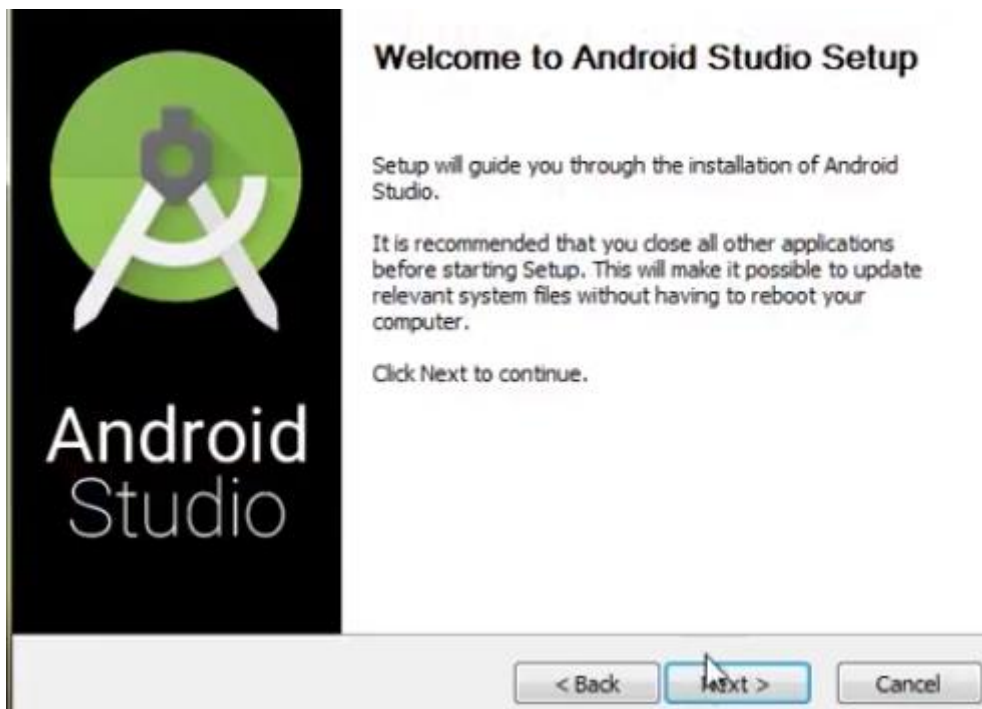 Welcome to Android Studio Setup
Setup will guide you through the installation of Android
Studio.
It is recommended that you close all other applications
before starting Setup. This will make it possible to update
relevant system files without having to reboot your
computer.
Click Next to continue.
Android
Studio
< Back
Next >
Cancel